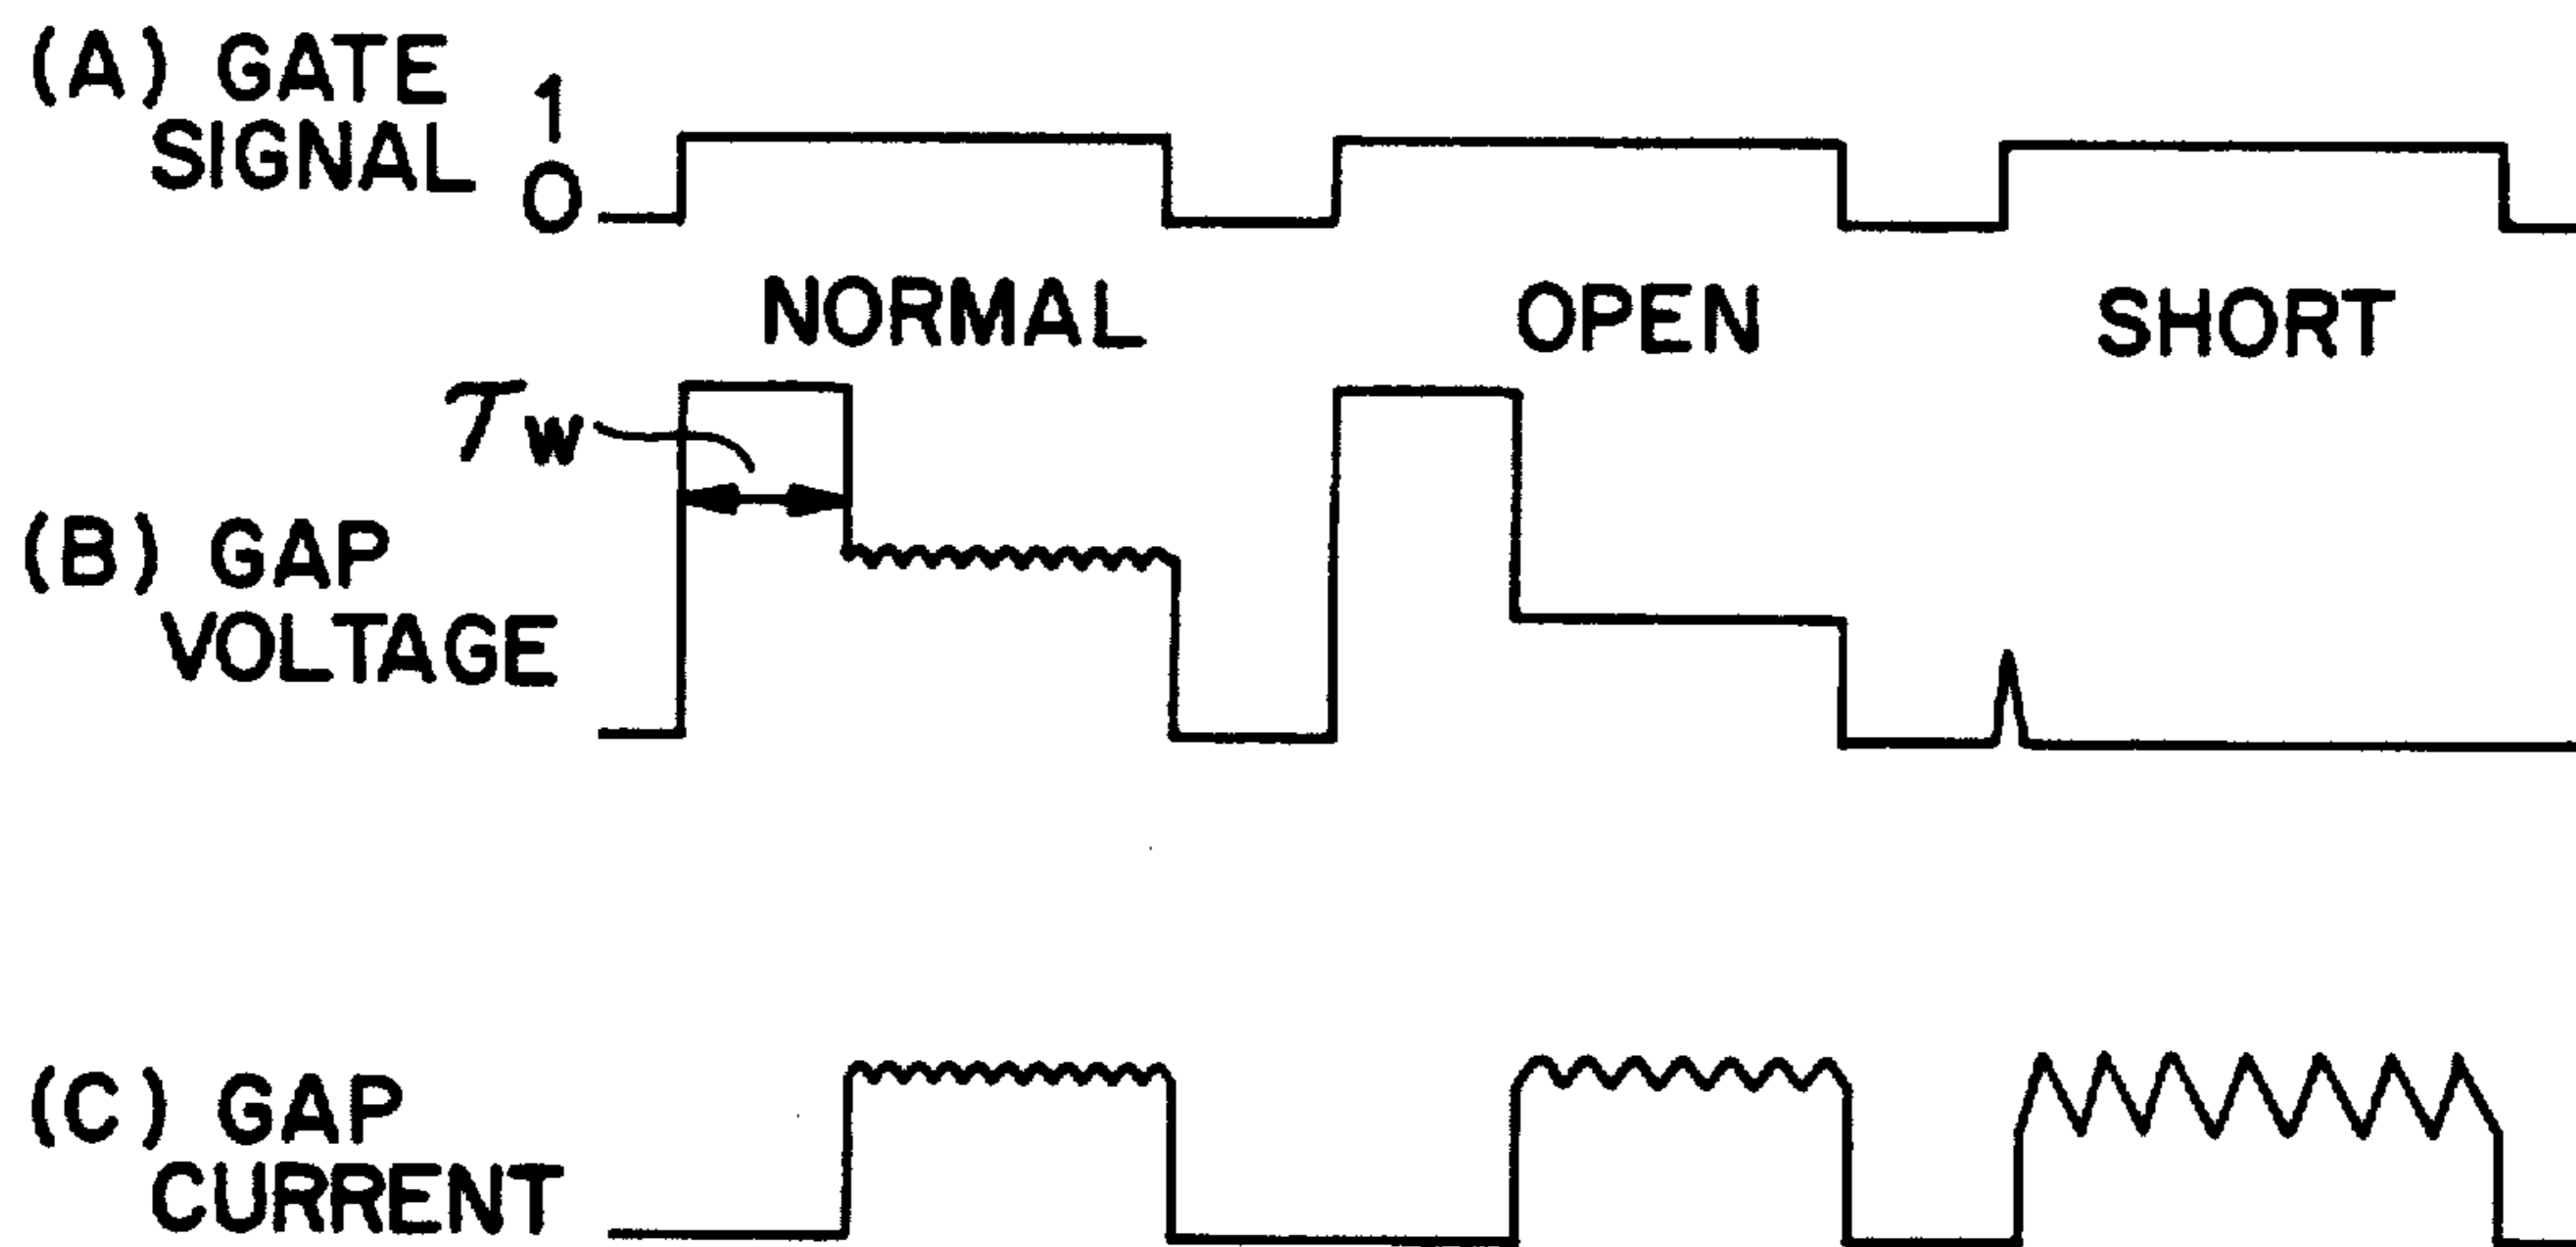 (A) GATE
SIGNAL
1
0
NORMAL
OPEN
SHORT
τw
(B) GAP
VOLTAGE
(C) GAP
CURRENT